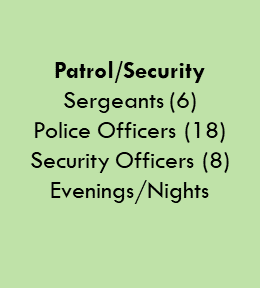 Patrol/Security
Sergeants (6)
Police Officers (18)
Security Officers (8)
Evenings/Nights